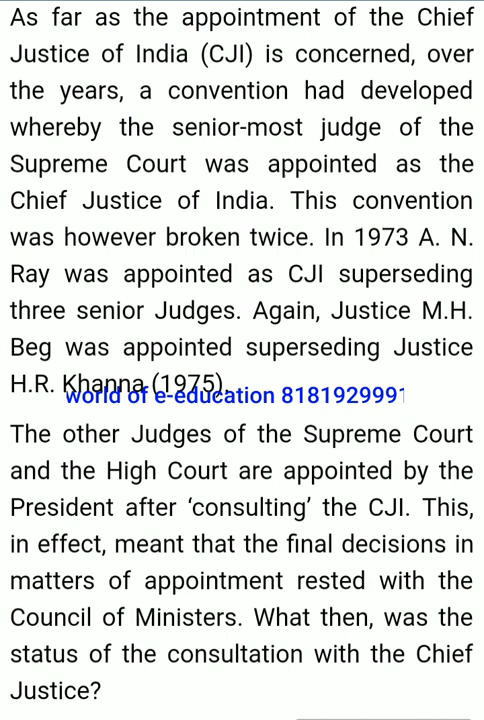 As far as the appointment of the Chief
Justice of India (CJI) is concerned, over
the years, a convention had developed
whereby the senior-most judge of the
Supreme Court was appointed as the
Chief Justice of India. This convention
was however broken twice. In 1973 A. N.
Ray was appointed as CJI superseding
three senior Judges. Again, Justice M.H.
Beg was appointed superseding Justice
H.R. Khanna (1975).
world of e-education 8181929991
The other Judges of the Supreme Court
and the High Court are appointed by the
President after ‘consulting’ the CJI. This,
in effect, meant that the final decisions in
matters of appointment rested with the
Council of Ministers. What then, was the
status of the consultation with the Chief
Justice?